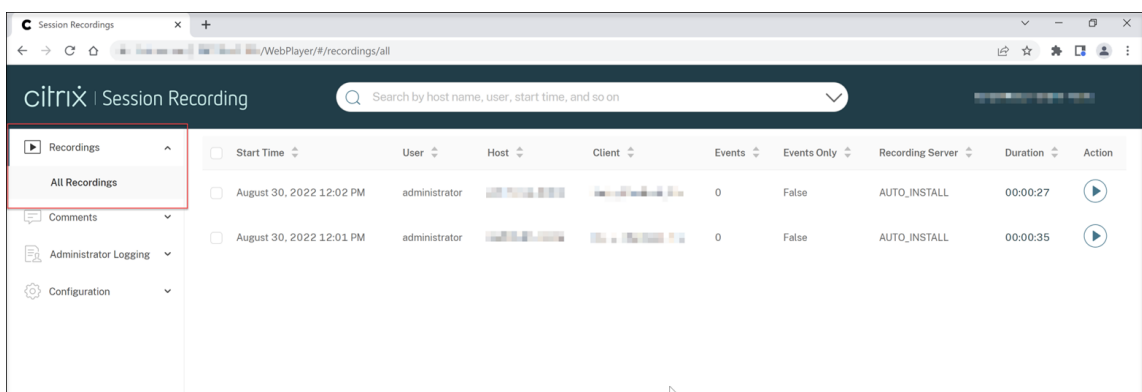 Session Recordings
/WebPlayer/#/recordings/all
citrix | Session Recording
Search by host name, user, start time, and so on
Recordings
All Recordings
Comments
Administrator Logging
Configuration
Start Time User Host Client Events Events Only Recording Server Duration Action
August 30, 2022 12:02 PM administrator 0 False AUTO_INSTALL 00:00:27
August 30, 2022 12:01 PM administrator 0 False AUTO_INSTALL 00:00:35